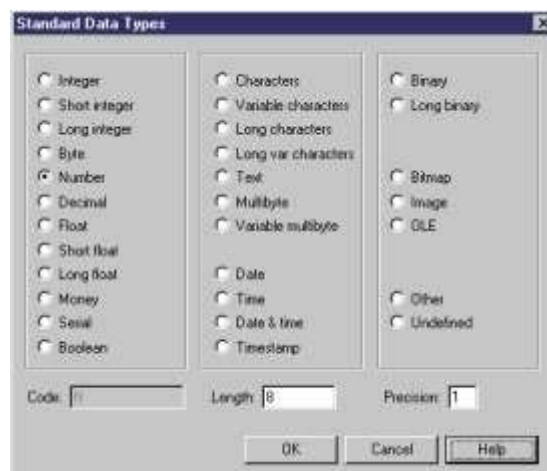 Standard Data Types
Integer
Short integer
Long integer
Byte
Number
Decimal
Float
Short float
Long float
Money
Serial
Boolean
Characters
Variable characters
Long characters
Long var characters
Text
Multibyte
Variable multibyte
Date
Time
Date & time
Timestamp
Binary
Long binary
Bitmap
Image
OLE
Other
Undefined
Code: N
Length: 8
Precision: 1
OK
Cancel
Help